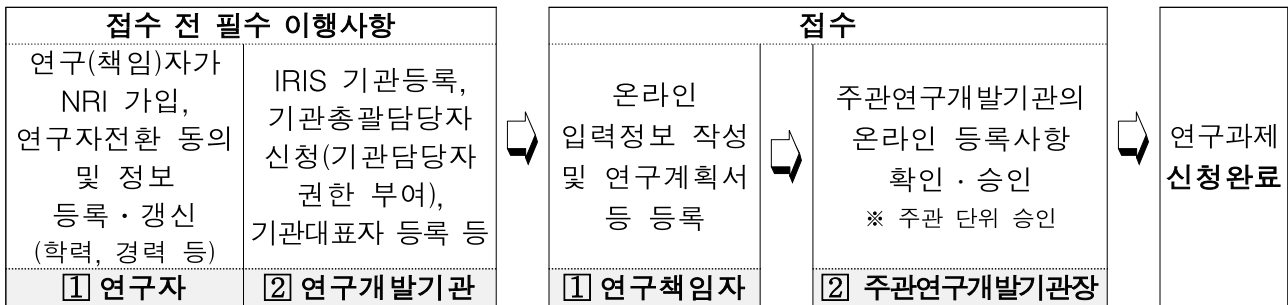 접수 전 필수 이행사항
연구(책임)자가
NRI 가입,
연구자전환 동의
및 정보
등록·갱신
(학력, 경력 등)
1 연구자
IRIS 기관등록,
기관총괄담당자
신청(기관담당자
권한 부여),
기관대표자 등록 등
2 연구개발기관
접수
온라인
입력정보 작성
및 연구계획서
등 등록
1 연구책임자
주관연구개발기관의
온라인 등록사항
확인·승인
※ 주관 단위 승인
2 주관연구개발기관장
연구과제
신청완료